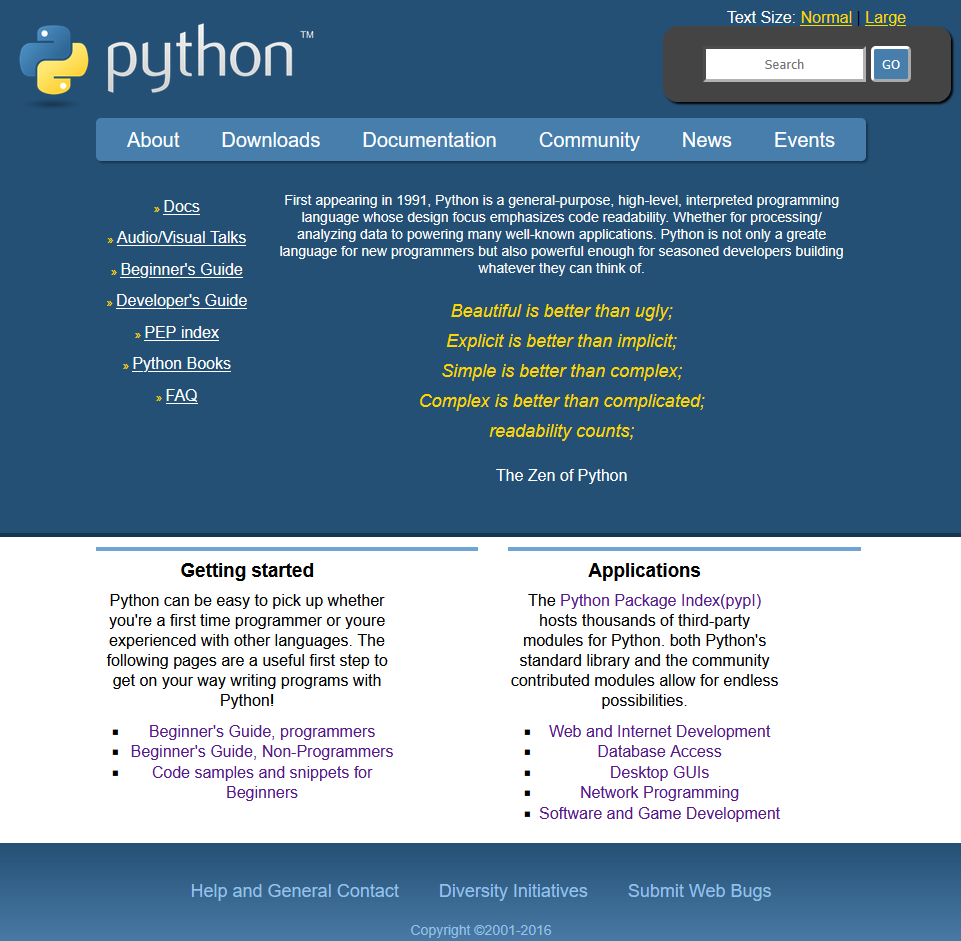 Text Size: Normal | Large
python™
Search GO
About Downloads Documentation Community News Events
» Docs
» Audio/Visual Talks
» Beginner's Guide
» Developer's Guide
» PEP index
» Python Books
» FAQ
First appearing in 1991, Python is a general-purpose, high-level, interpreted programming
language whose design focus emphasizes code readability. Whether for processing/
analyzing data to powering many well-known applications. Python is not only a greate
language for new programmers but also powerful enough for seasoned developers building
whatever they can think of.
Beautiful is better than ugly;
Explicit is better than implicit;
Simple is better than complex;
Complex is better than complicated;
readability counts;
The Zen of Python
Getting started
Python can be easy to pick up whether
you're a first time programmer or youre
experienced with other languages. The
following pages are a useful first step to
get on your way writing programs with
Python!
▪ Beginner's Guide, programmers
▪ Beginner's Guide, Non-Programmers
▪ Code samples and snippets for
Beginners
Applications
The Python Package Index(pypI)
hosts thousands of third-party
modules for Python. both Python's
standard library and the community
contributed modules allow for endless
possibilities.
▪ Web and Internet Development
▪ Database Access
▪ Desktop GUIs
▪ Network Programming
▪ Software and Game Development
Help and General Contact Diversity Initiatives Submit Web Bugs
Copyright ©2001-2016